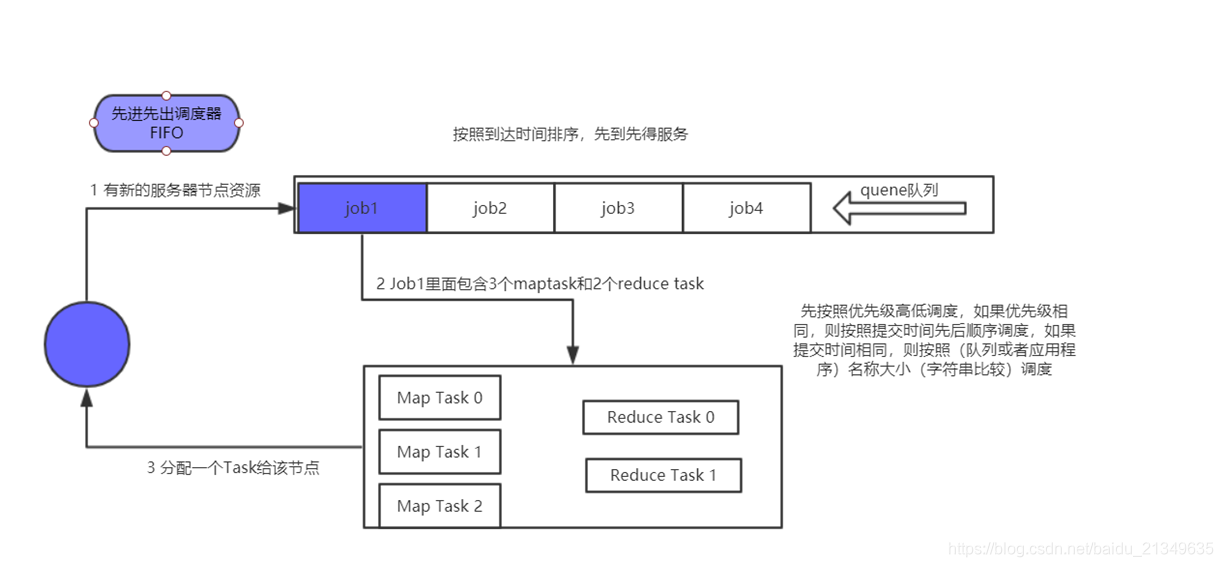 先进先出调度器
FIFO
按照到达时间排序，先到先得服务
1 有新的服务器节点资源
job1
job2
job3
job4
quene队列
2 Job1里面包含3个maptask和2个reduce task
先按照优先级高低调度，如果优先级相
同，则按照提交时间先后顺序调度，如果
提交时间相同，则按照（队列或者应用程
序）名称大小（字符串比较）调度
Map Task 0
Reduce Task 0
Map Task 1
3 分配一个Task给该节点
Reduce Task 1
Map Task 2
https://blog.csdn.net/baidu_21349635